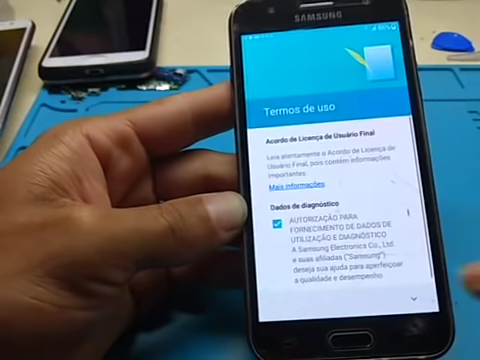 SAMSUNG
Termos de uso
Acordo de Licença de Usuário Final
Leia atentamente o Acordo de Licença de
Usuário Final, pois contém informações
importantes.
Mais informações
Dados de diagnóstico
AUTORIZAÇÃO PARA
FORNECIMENTO DE DADOS DE
UTILIZAÇÃO E DIAGNÓSTICO
A Samsung Electronics Co., Ltd.
e suas afiliadas ("Samsung")
deseja sua ajuda para aperfeiçoar
a qualidade e desempenho